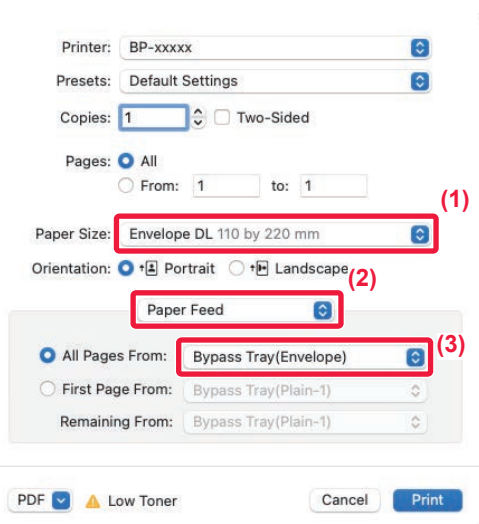 Printer: BP-xxxxx
Presets: Default Settings
Copies: 1 Two-Sided
Pages: All
From: 1 to: 1
(1)
Paper Size: Envelope DL 110 by 220 mm
Orientation: Portrait Landscape
(2)
Paper Feed
(3)
All Pages From: Bypass Tray(Envelope)
First Page From: Bypass Tray(Plain-1)
Remaining From: Bypass Tray(Plain-1)
PDF Low Toner Cancel Print